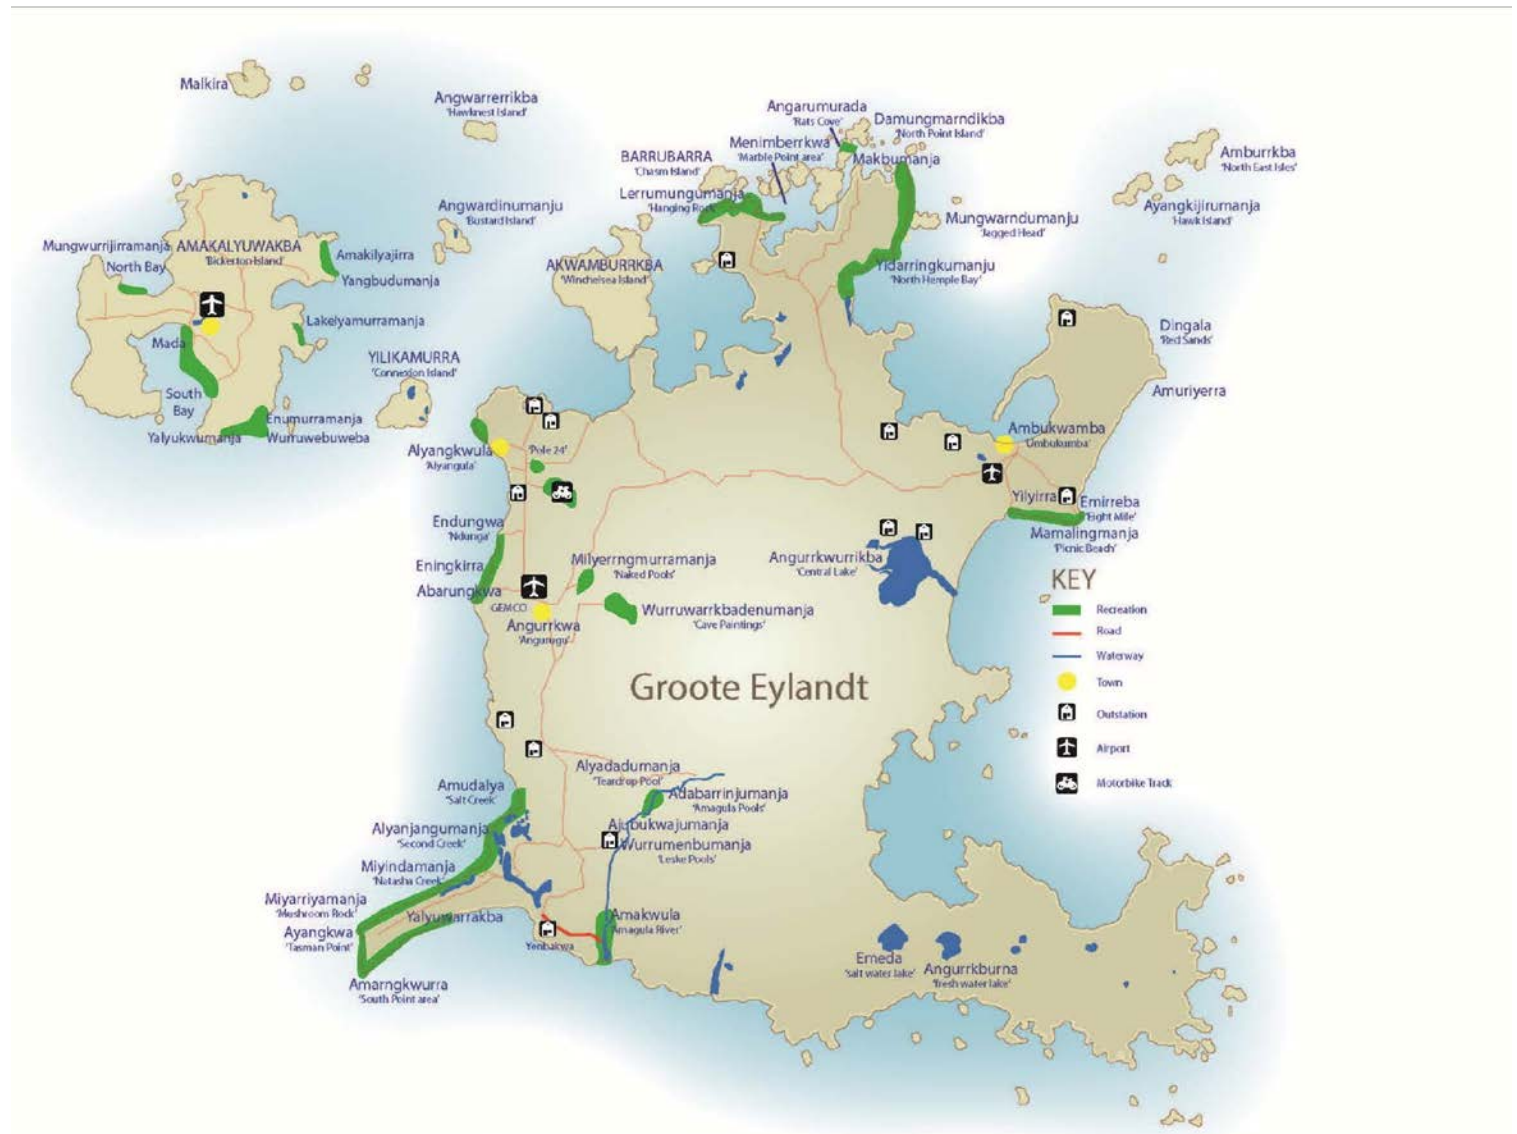 Malkira
Angwarrerrikba
'Hawknest Island'
Angarumurada
'Rats Cove'
Damungmarndikba
'North Point Island'
Menimberrkwa
'Marble Point area'
BARRUBARRA
'Chasm Island'
Makbumanja
Amburrkba
'North East Isles'
Lerrumungumanja
'Hanging Rock'
Angwardinumanju
'Bustard Island'
Ayangkijirumanja
'Hawk Island'
Mungwarndumanju
'Jagged Head'
Mungwurrijirramanja
North Bay
AMAKALYUWAKBA
'Bickerton Island'
Amakilyajirra
Yangbudumanja
AKWAMBURRKBA
'Winchelsea Island'
Yidarringkumanju
'North Hemple Bay'
Lakelyamurramanja
Mada
Dingala
'Red Sands'
YILIKAMURRA
'Connexion Island'
South
Bay
Amuriyerra
Enumurramanja
Yalyukwumanja
Wurruwebuweba
Alyangkwula
'Alyangula'
'Pole 24'
Ambukwamba
'Umbukumba'
Yilyirra
Emirreba
'Eight Mile'
Endungwa
'Ndunga'
Mamalingmanja
'Picnic Beach'
Eningkirra
Milyerrngmurramanja
'Naked Pools'
Angurrkwurrikba
'Central Lake'
Abarungkwa
GEMCO
Angurrkwa
'Angurugu'
Wurruwarrkbadenumanja
'Cave Paintings'
KEY
Recreation
Road
Waterway
Town
Outstation
Airport
Motorbike Track
Groote Eylandt
Alyadadumanja
'Teardrop Pool'
Amudalya
'Salt Creek'
Adabarrinjumanja
'Amagula Pools'
Alyanjangumanja
'Second Creek'
Ajubukwajumanja
Wurrumenbumanja
'Leske Pools'
Miyindamanja
'Natasha Creek'
Miyarriyamanja
'Mushroom Rock'
Yalyuwarrakba
Amakwula
'Amagula River'
Ayangkwa
'Tasman Point'
Yenbakwa
Emeda
'salt water lake'
Angurrkburna
'fresh water lake'
Amarngkwurra
'South Point area'